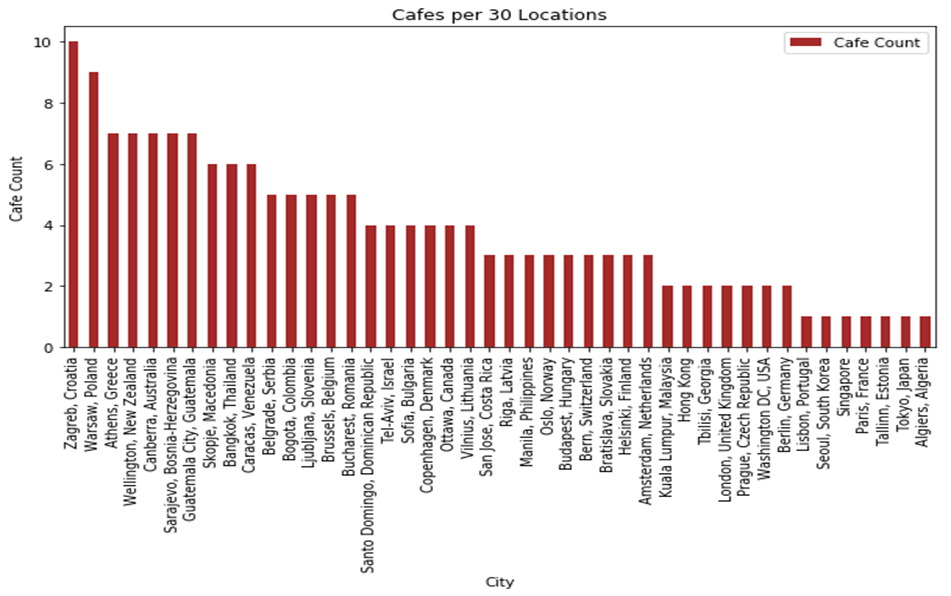 Cafes per 30 Locations
Cafe Count
Cafe Count
10
8
6
4
2
0
Zagreb, Croatia
Warsaw, Poland
Athens, Greece
Wellington, New Zealand
Canberra, Australia
Sarajevo, Bosnia-Herzegovina
Guatemala City, Guatemala
Skopje, Macedonia
Bangkok, Thailand
Caracas, Venezuela
Belgrade, Serbia
Bogota, Colombia
Ljubljana, Slovenia
Brussels, Belgium
Bucharest, Romania
Santo Domingo, Dominican Republic
Tel-Aviv, Israel
Sofia, Bulgaria
Copenhagen, Denmark
Ottawa, Canada
Vilnius, Lithuania
San Jose, Costa Rica
Riga, Latvia
Manila, Philippines
Oslo, Norway
Budapest, Hungary
Bern, Switzerland
Bratislava, Slovakia
Helsinki, Finland
Amsterdam, Netherlands
Kuala Lumpur, Malaysia
Hong Kong
Tbilisi, Georgia
London, United Kingdom
Prague, Czech Republic
Washington DC, USA
Berlin, Germany
Lisbon, Portugal
Seoul, South Korea
Singapore
Paris, France
Tallinn, Estonia
Tokyo, Japan
Algiers, Algeria
City